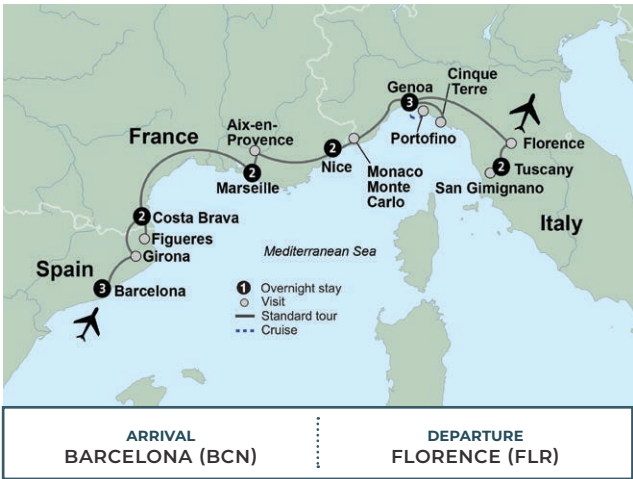 Cinque
Terre
Genoa
3
Aix-en-
Provence
France
Portofino
Florence
2
Nice
2
Tuscany
2
Marseille
Monaco
Monte
Carlo
San Gimignano
2
Costa Brava
Italy
Figueres
Mediterranean Sea
Girona
Spain
1 Overnight stay
3
Barcelona
Visit
Standard tour
Cruise
ARRIVAL
BARCELONA (BCN)
DEPARTURE
FLORENCE (FLR)